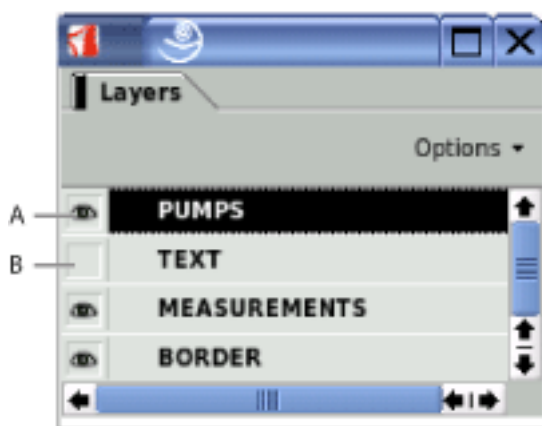 Layers
Options
A PUMPS
B TEXT
MEASUREMENTS
BORDER